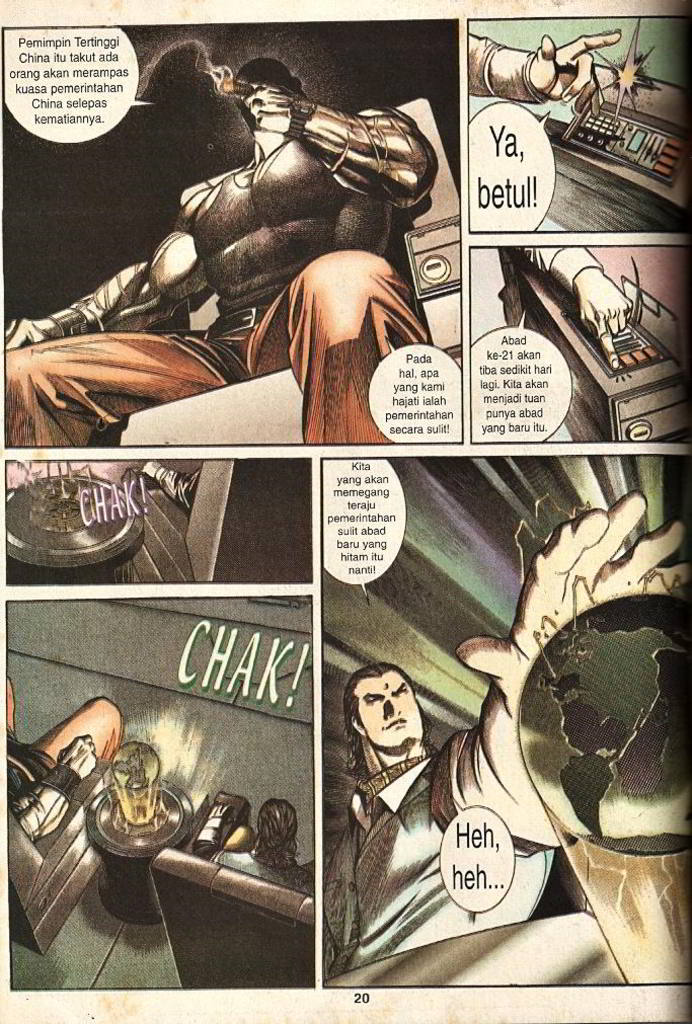 Pemimpin Tertinggi
China itu takut ada
orang akan merampas
kuasa pemerintahan
China selepas
kematiannya.
Pada
hal, apa
yang kami
hajati ialah
pemerintahan
secara sulit!
Ya,
betul!
Abad
ke-21 akan
tiba sedikit hari
lagi. Kita akan
menjadi tuan
punya abad
yang baru itu.
CHAK!
CHAK!
Kita
yang akan
memegang
teraju
pemerintahan
sulit abad
baru yang
hitam itu
nanti!
Heh,
heh...
20